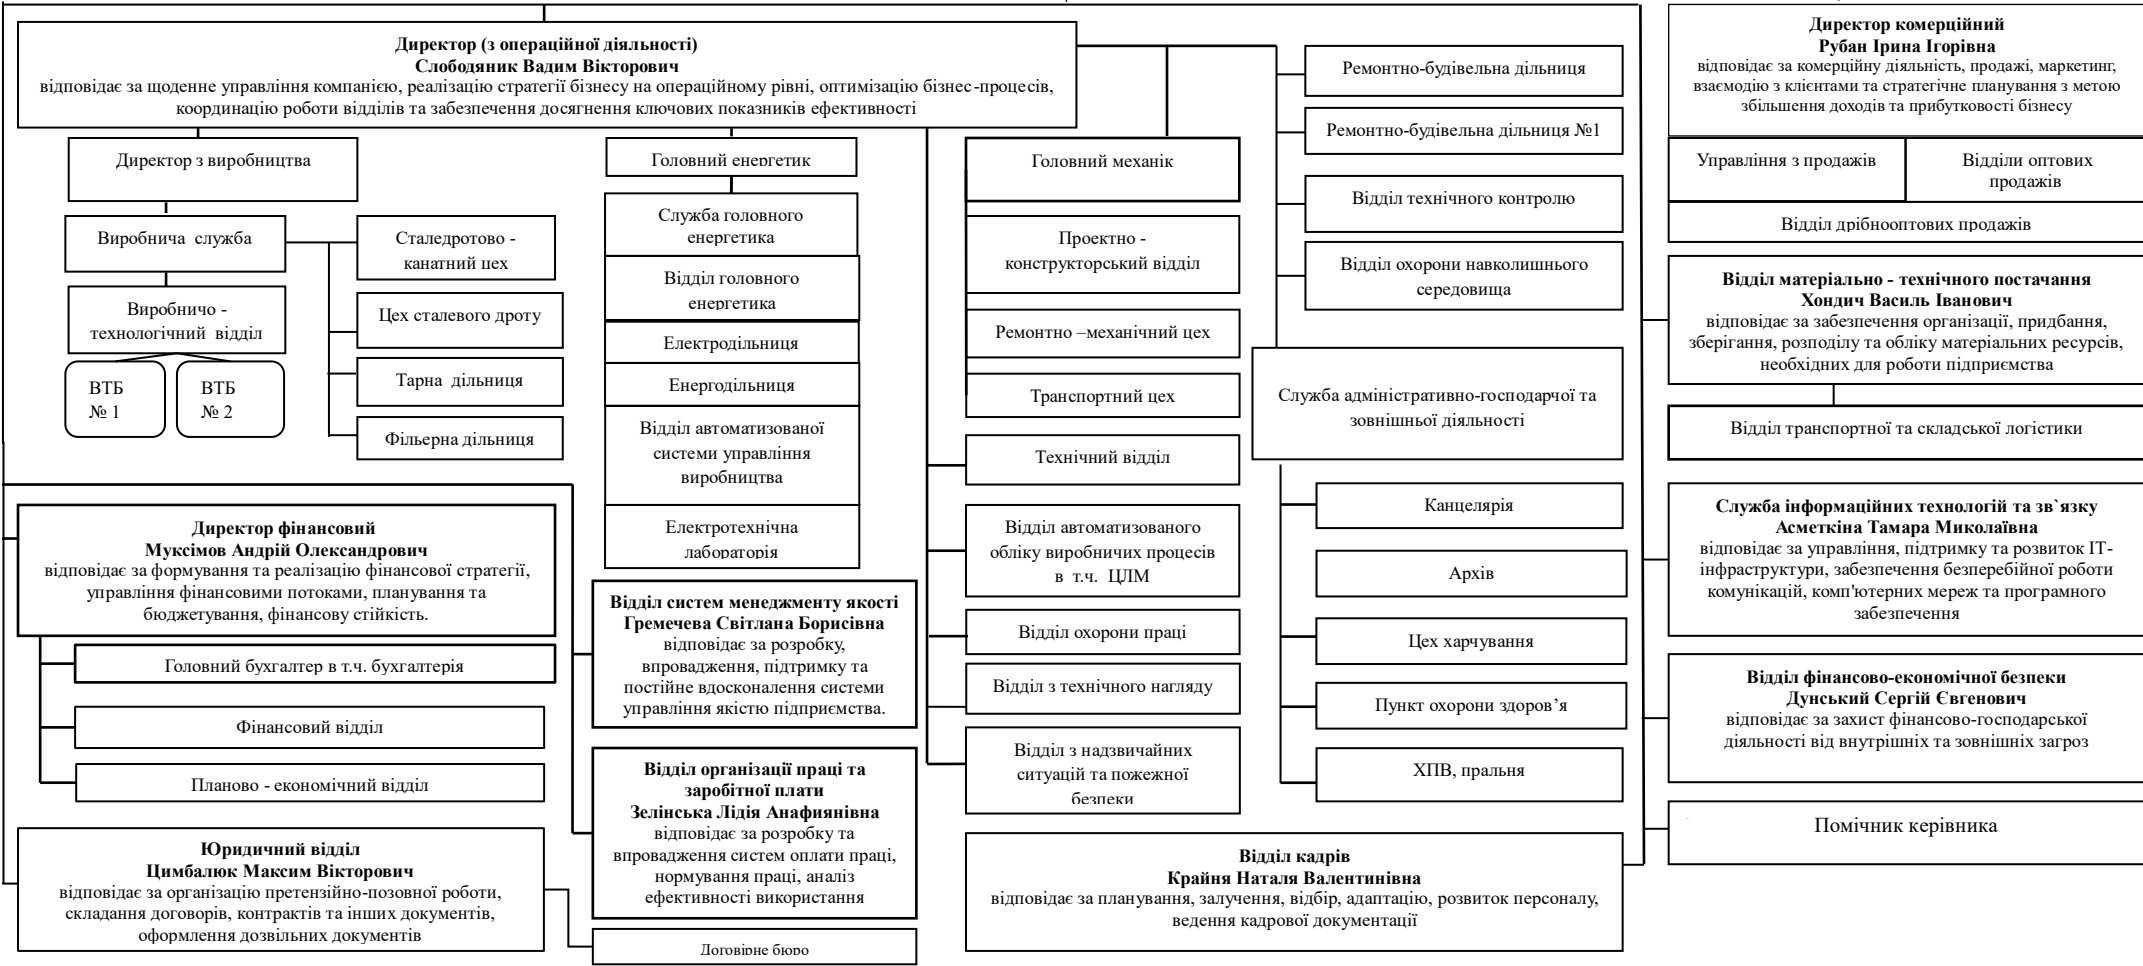 Директор (з операційної діяльності)
Слободяник Вадим Вікторович
відповідає за щоденне управління компанією, реалізацію стратегії бізнесу на операційному рівні, оптимізацію бізнес-процесів,
координацію роботи відділів та забезпечення досягнення ключових показників ефективності
Директор з виробництва
Виробнича служба
Виробничо -
технологічний відділ
ВТБ
№ 1
ВТБ
№ 2
Сталедротово -
канатний цех
Цех сталевого дроту
Тарна дільниця
Фільєрна дільниця
Головний енергетик
Служба головного
енергетика
Відділ головного
енергетика
Електродільниця
Енергодільниця
Відділ автоматизованої
системи управління
виробництва
Електротехнічна
лабораторія
Головний механік
Проектно -
конструкторський відділ
Ремонтно –механічний цех
Транспортний цех
Технічний відділ
Відділ автоматизованого
обліку виробничих процесів
в т.ч. ЦЛМ
Відділ охорони праці
Відділ з технічного нагляду
Відділ з надзвичайних
ситуацій та пожежної
безпеки
Ремонтно-будівельна дільниця
Ремонтно-будівельна дільниця №1
Відділ технічного контролю
Відділ охорони навколишнього
середовища
Служба адміністративно-господарчої та
зовнішньої діяльності
Канцелярія
Архів
Цех харчування
Пункт охорони здоров’я
ХПВ, пральня
Директор комерційний
Рубан Ірина Ігорівна
відповідає за комерційну діяльність, продажі, маркетинг,
взаємодію з клієнтами та стратегічне планування з метою
збільшення доходів та прибутковості бізнесу
Управління з продажів
Відділи оптових
продажів
Відділ дрібнооптових продажів
Відділ матеріально - технічного постачання
Хондич Василь Іванович
відповідає за забезпечення організації, придбання,
зберігання, розподілу та обліку матеріальних ресурсів,
необхідних для роботи підприємства
Відділ транспортної та складської логістики
Служба інформаційних технологій та зв`язку
Асметкіна Тамара Миколаївна
відповідає за управління, підтримку та розвиток ІТ-
інфраструктури, забезпечення безперебійної роботи
комунікацій, комп'ютерних мереж та програмного
забезпечення
Відділ фінансово-економічної безпеки
Дунський Сергій Євгенович
відповідає за захист фінансово-господарської
діяльності від внутрішніх та зовнішніх загроз
Помічник керівника
Директор фінансовий
Муксімов Андрій Олександрович
відповідає за формування та реалізацію фінансової стратегії,
управління фінансовими потоками, планування та
бюджетування, фінансову стійкість.
Головний бухгалтер в т.ч. бухгалтерія
Фінансовий відділ
Планово - економічний відділ
Юридичний відділ
Цимбалюк Максим Вікторович
відповідає за організацію претензійно-позовної роботи,
складання договорів, контрактів та інших документів,
оформлення дозвільних документів
Відділ систем менеджменту якості
Гремечева Світлана Борисівна
відповідає за розробку,
впровадження, підтримку та
постійне вдосконалення системи
управління якістю підприємства.
Відділ організації праці та
заробітної плати
Зелінська Лідія Анафиянівна
відповідає за розробку та
впровадження систем оплати праці,
нормування праці, аналіз
ефективності використання
Договірне бюро
Відділ кадрів
Крайня Наталя Валентинівна
відповідає за планування, залучення, відбір, адаптацію, розвиток персоналу,
ведення кадрової документації